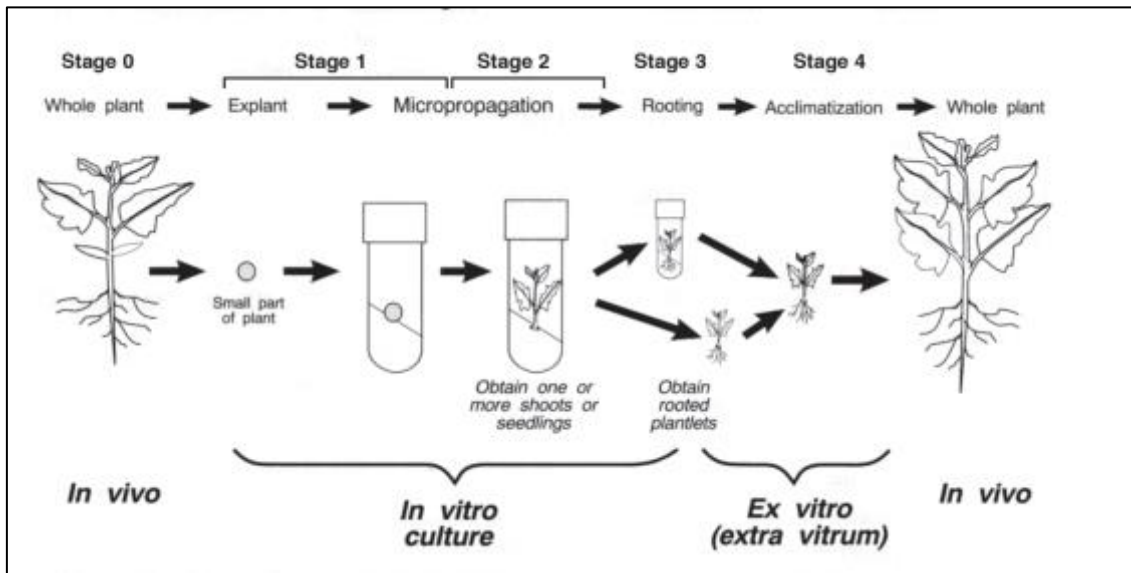 Stage 0
Stage 1
Stage 2
Stage 3
Stage 4
Whole plant
Explant
Micropropagation
Rooting
Acclimatization
Whole plant
Small part
of plant
Obtain one or
more shoots or
seedlings
Obtain
rooted
plantlets
In vivo
In vitro
culture
Ex vitro
(extra vitrum)
In vivo